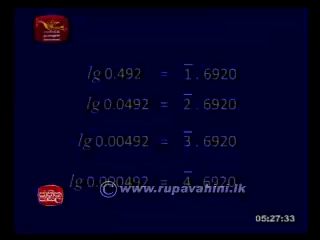 lg 0.492 = 1̅.6920
lg 0.0492 = 2̅.6920
lg 0.00492 = 3̅.6920
lg 0.000492 = 4̅.6920
© www.rupavahini.lk
05:27:33